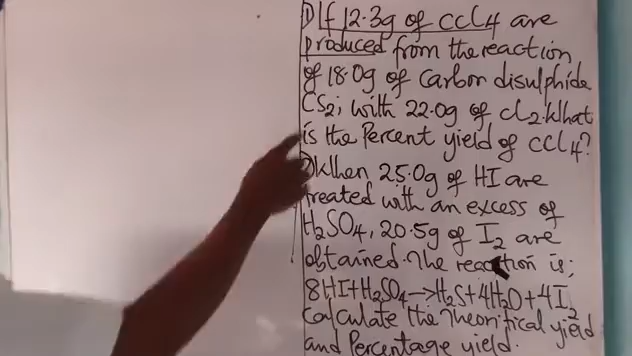 1) If 12.3g of CCL4 are
produced from the reaction
of 18.0g of Carbon disulphide
CS2; with 22.0g of cl2. What
is the Percent yield of CCL4?
2) When 25.0g of HI are
treated with an excess of
H2SO4, 20.5g of I2 are
obtained. The reaction is;
8HI+H2SO4→H2S+4H2O+4I2
Calculate the Theoritical yield
and Percentage yield.